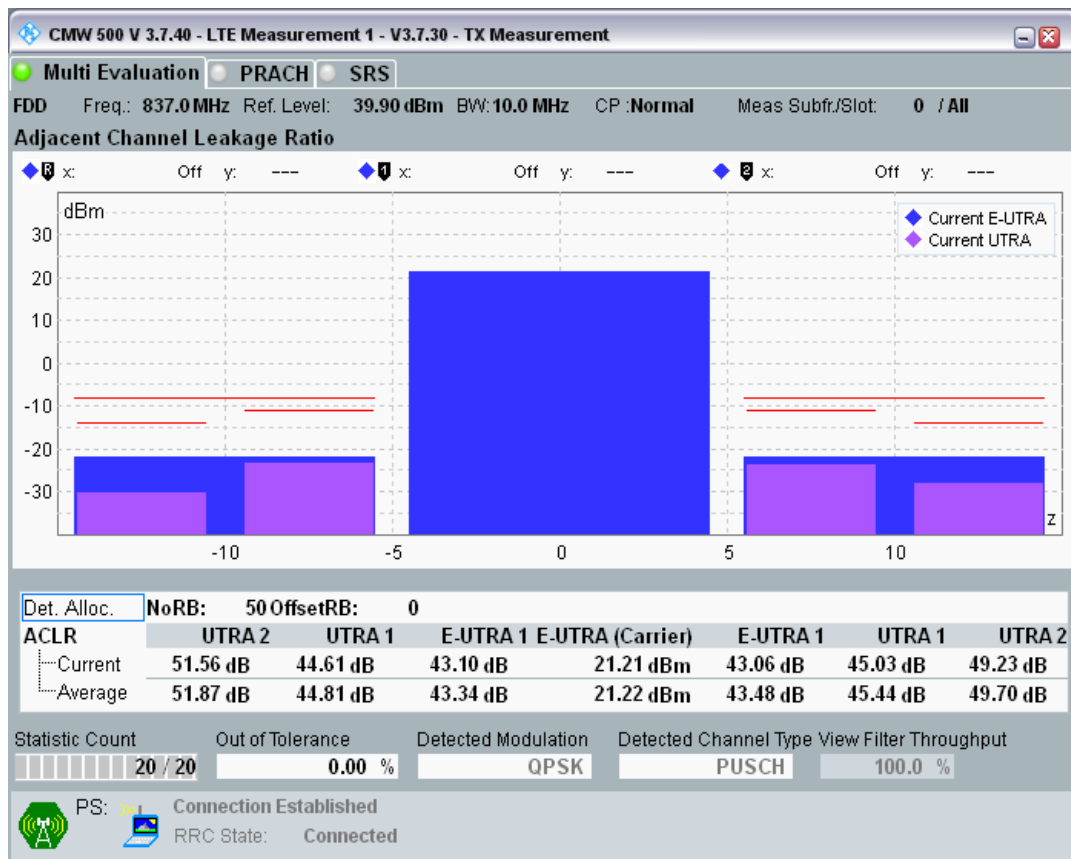 CMW 500 V 3.7.40 - LTE Measurement 1 - V3.7.30 - TX Measurement
Multi Evaluation PRACH SRS
FDD Freq.: 837.0 MHz Ref. Level: 39.90 dBm BW: 10.0 MHz CP :Normal Meas Subfr./Slot: 0 / All
Adjacent Channel Leakage Ratio
R x: Off y: --- 1 x: Off y: --- 2 x: Off y: ---
dBm
Current E-UTRA
Current UTRA
30
20
10
0
-10
-20
-30
z
-10 -5 0 5 10
Det. Alloc. NoRB: 50 OffsetRB: 0
ACLR UTRA 2 UTRA 1 E-UTRA 1 E-UTRA (Carrier) E-UTRA 1 UTRA 1 UTRA 2
Current 51.56 dB 44.61 dB 43.10 dB 21.21 dBm 43.06 dB 45.03 dB 49.23 dB
Average 51.87 dB 44.81 dB 43.34 dB 21.22 dBm 43.48 dB 45.44 dB 49.70 dB
Statistic Count Out of Tolerance Detected Modulation Detected Channel Type View Filter Throughput
20 / 20 0.00 % QPSK PUSCH 100.0 %
PS: Connection Established
RRC State: Connected